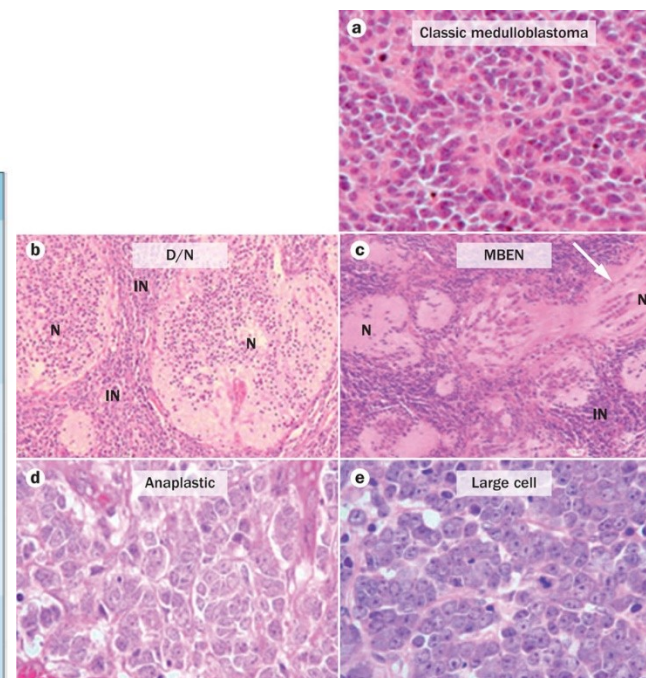 a
Classic medulloblastoma
b
D/N
IN
N
N
IN
c
MBEN
N
N
IN
d
Anaplastic
e
Large cell